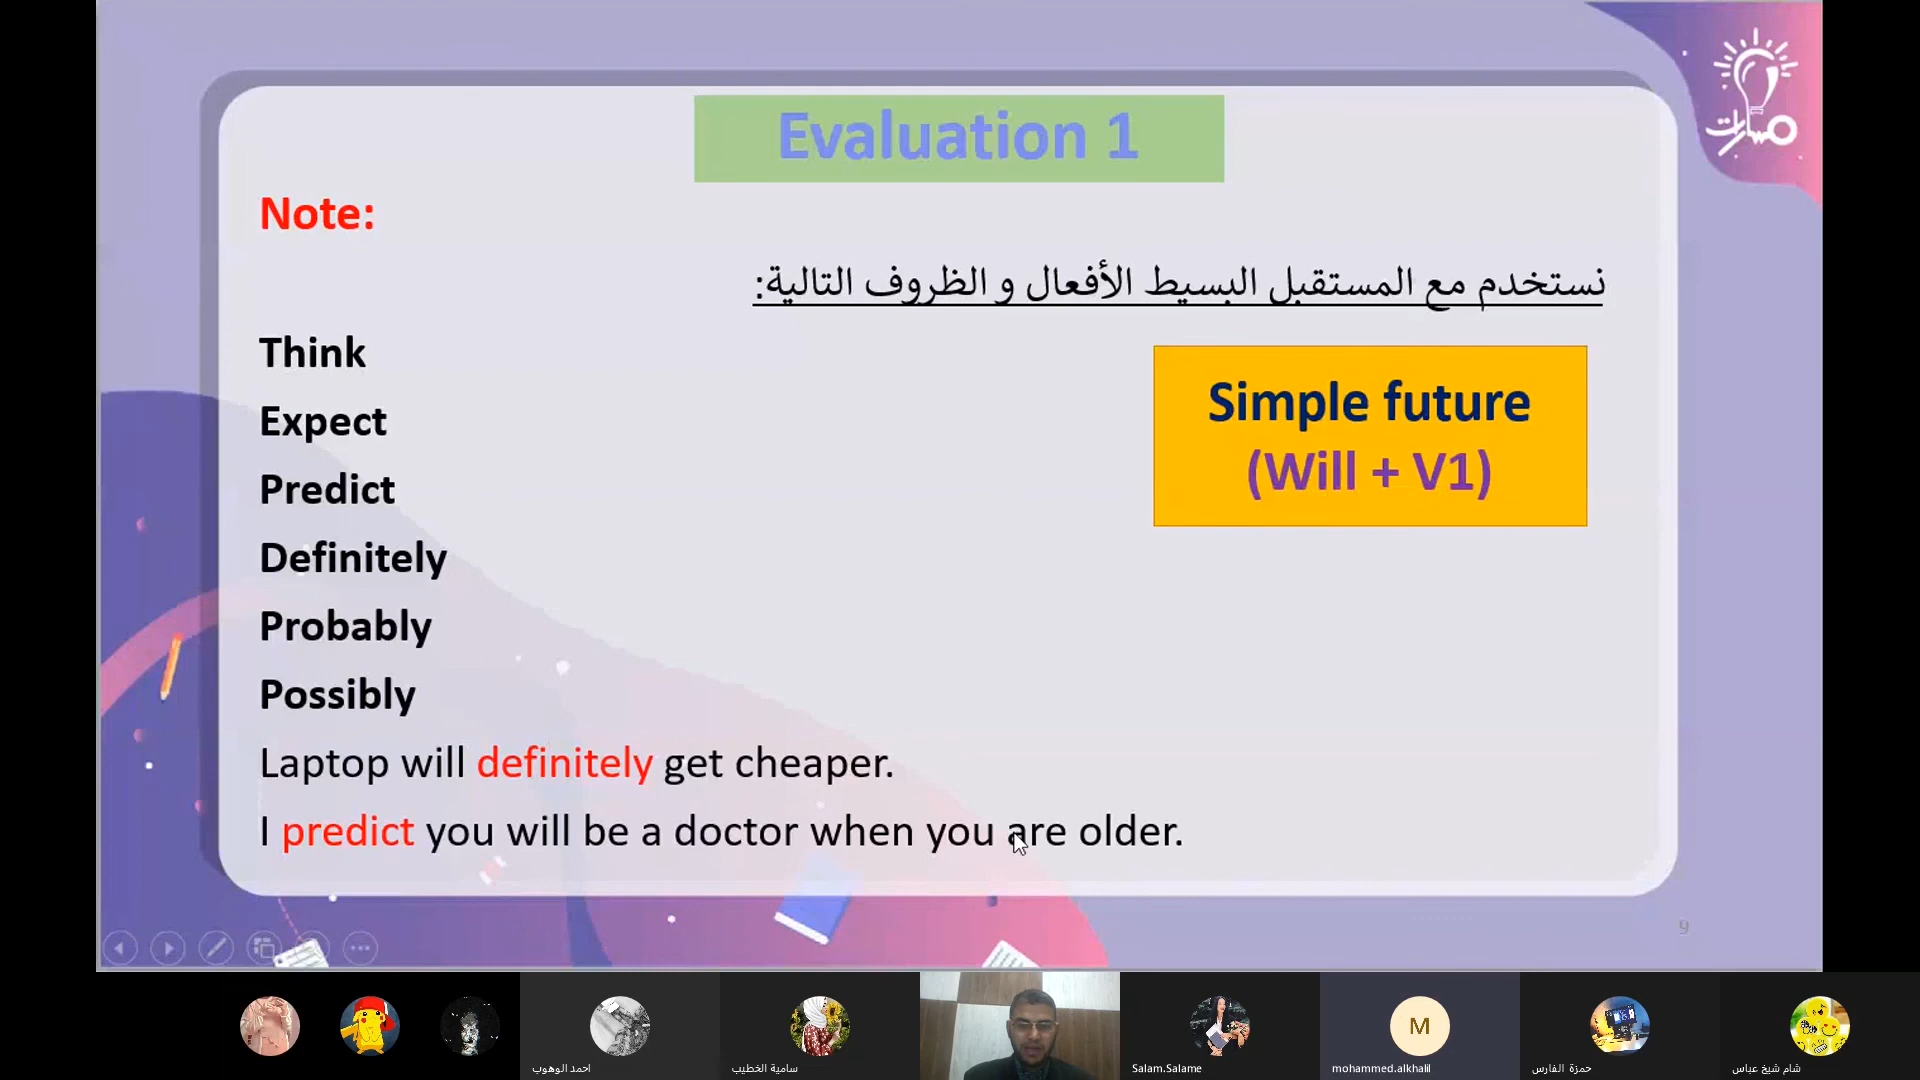 مسارات
Evaluation 1
Note:
نستخدم مع المستقبل البسيط الأفعال و الظروف التالية:
Think
Expect
Predict
Definitely
Probably
Possibly
Simple future
(Will + V1)
Laptop will definitely get cheaper.
I predict you will be a doctor when you are older.
9
احمد الوهوب
سامية الخطيب
Salam.Salame
M
mohammed.alkhalil
حمزة الفارس
شام شيخ عباس